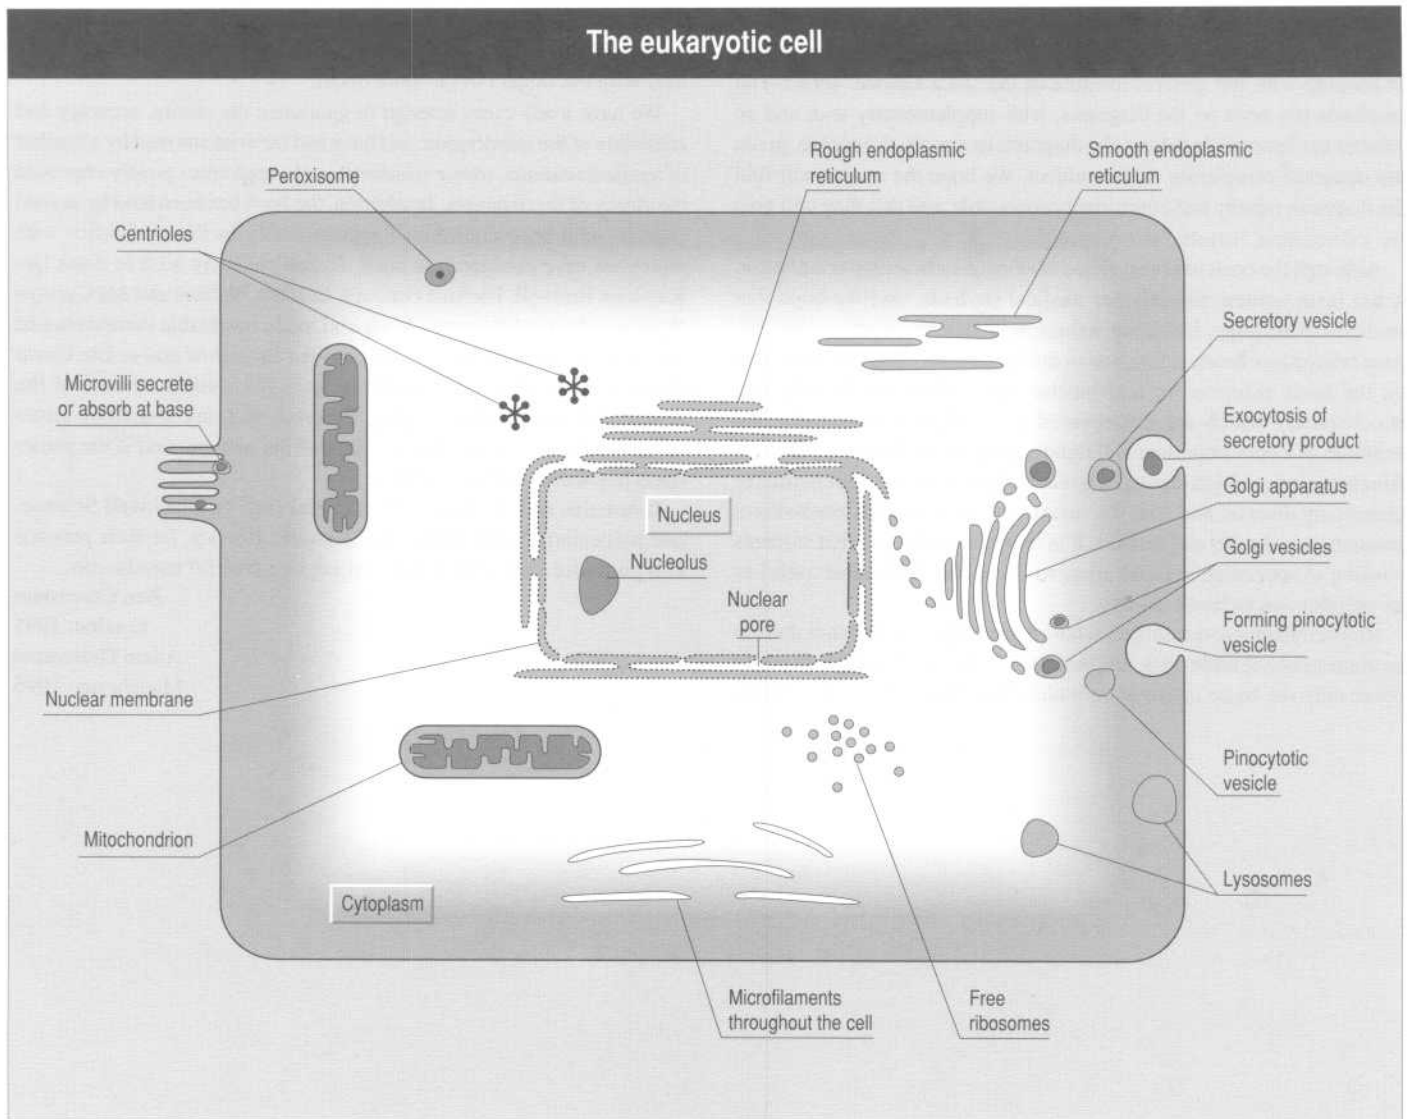 The eukaryotic cell
Rough endoplasmic
reticulum
Smooth endoplasmic
reticulum
Peroxisome
Centrioles
Secretory vesicle
Microvilli secrete
or absorb at base
Exocytosis of
secretory product
Golgi apparatus
Nucleus
Golgi vesicles
Nucleolus
Nuclear
pore
Forming pinocytotic
vesicle
Nuclear membrane
Pinocytotic
vesicle
Mitochondrion
Lysosomes
Cytoplasm
Microfilaments
throughout the cell
Free
ribosomes